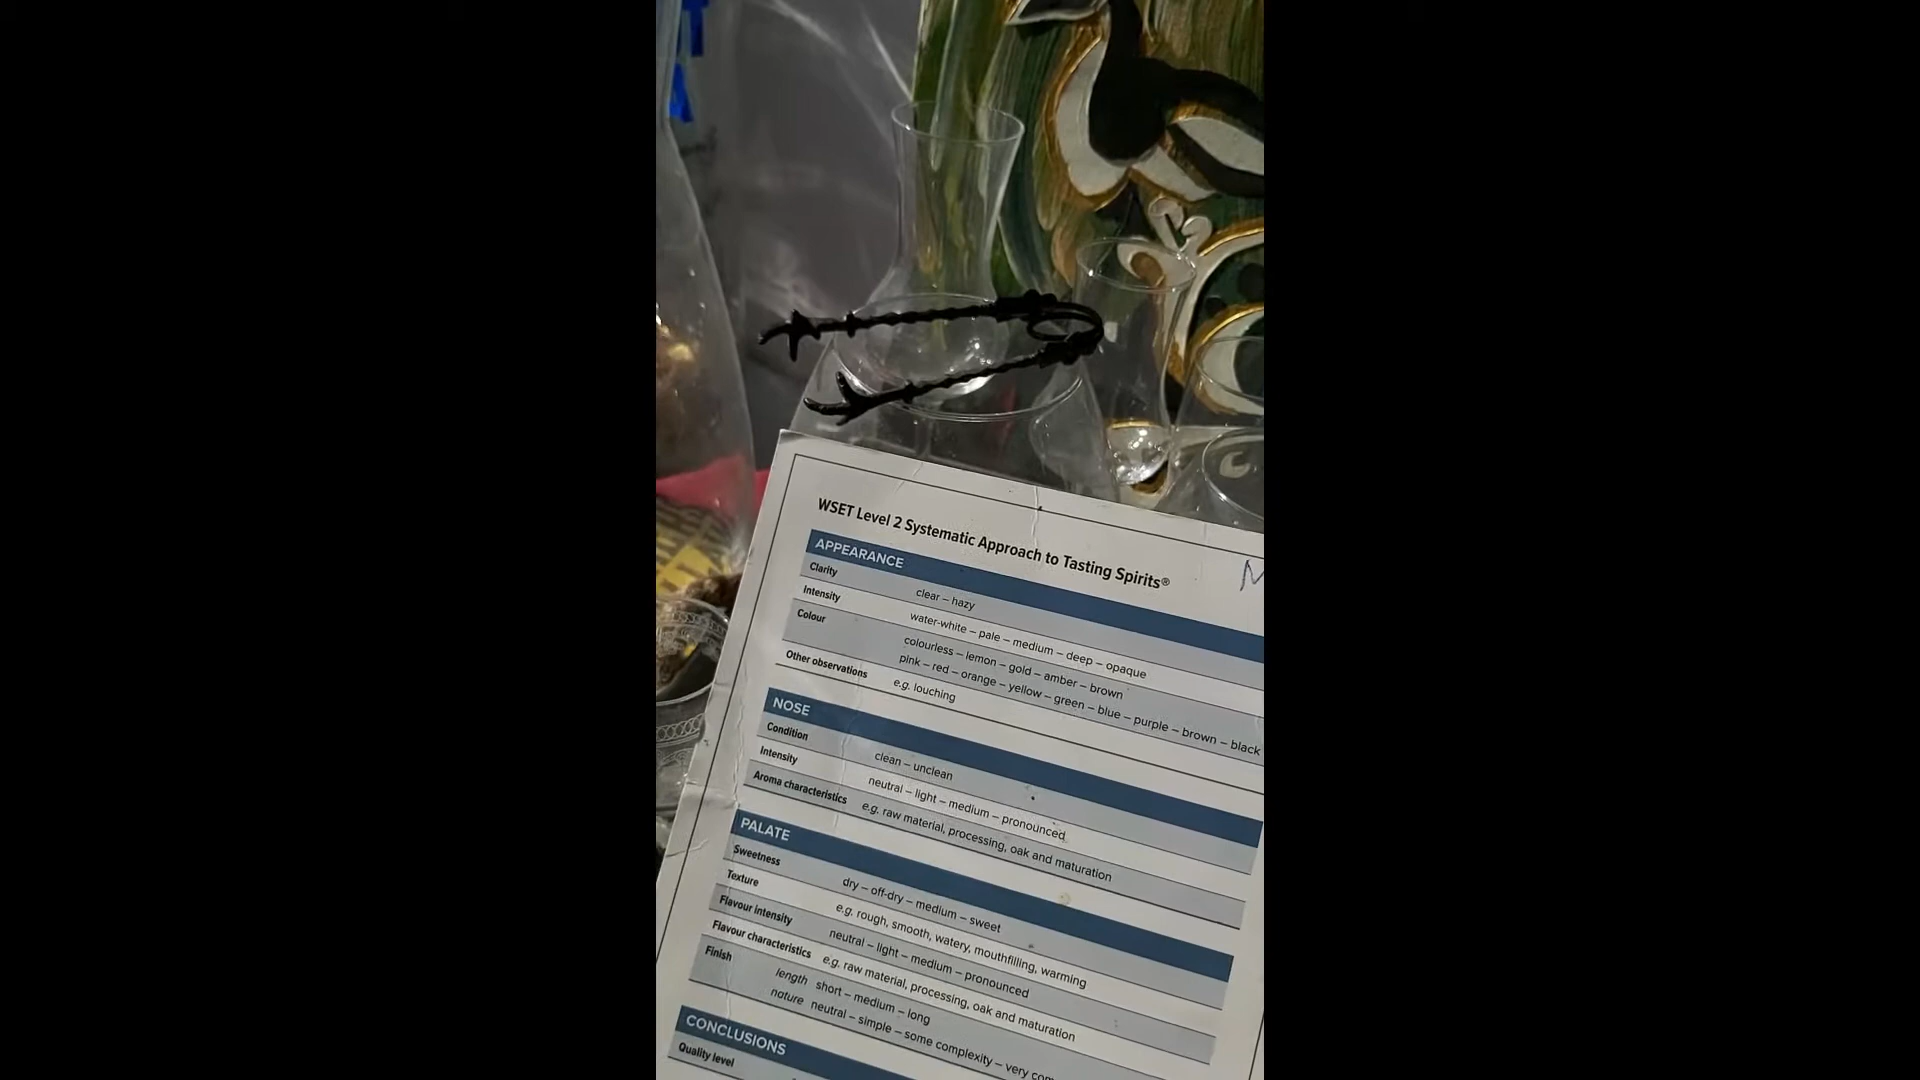 WSET Level 2 Systematic Approach to Tasting Spirits®
APPEARANCE
Clarity clear – hazy
Intensity water-white – pale – medium – deep – opaque
Colour colourless – lemon – gold – amber – brown
pink – red – orange – yellow – green – blue – purple – brown – black
Other observations e.g. louching
NOSE
Condition clean – unclean
Intensity neutral – light – medium – pronounced
Aroma characteristics e.g. raw material, processing, oak and maturation
PALATE
Sweetness dry – off-dry – medium – sweet
Texture e.g. rough, smooth, watery, mouthfilling, warming
Flavour intensity neutral – light – medium – pronounced
Flavour characteristics e.g. raw material, processing, oak and maturation
Finish length short – medium – long
nature neutral – simple – some complexity – very
CONCLUSIONS
Quality level